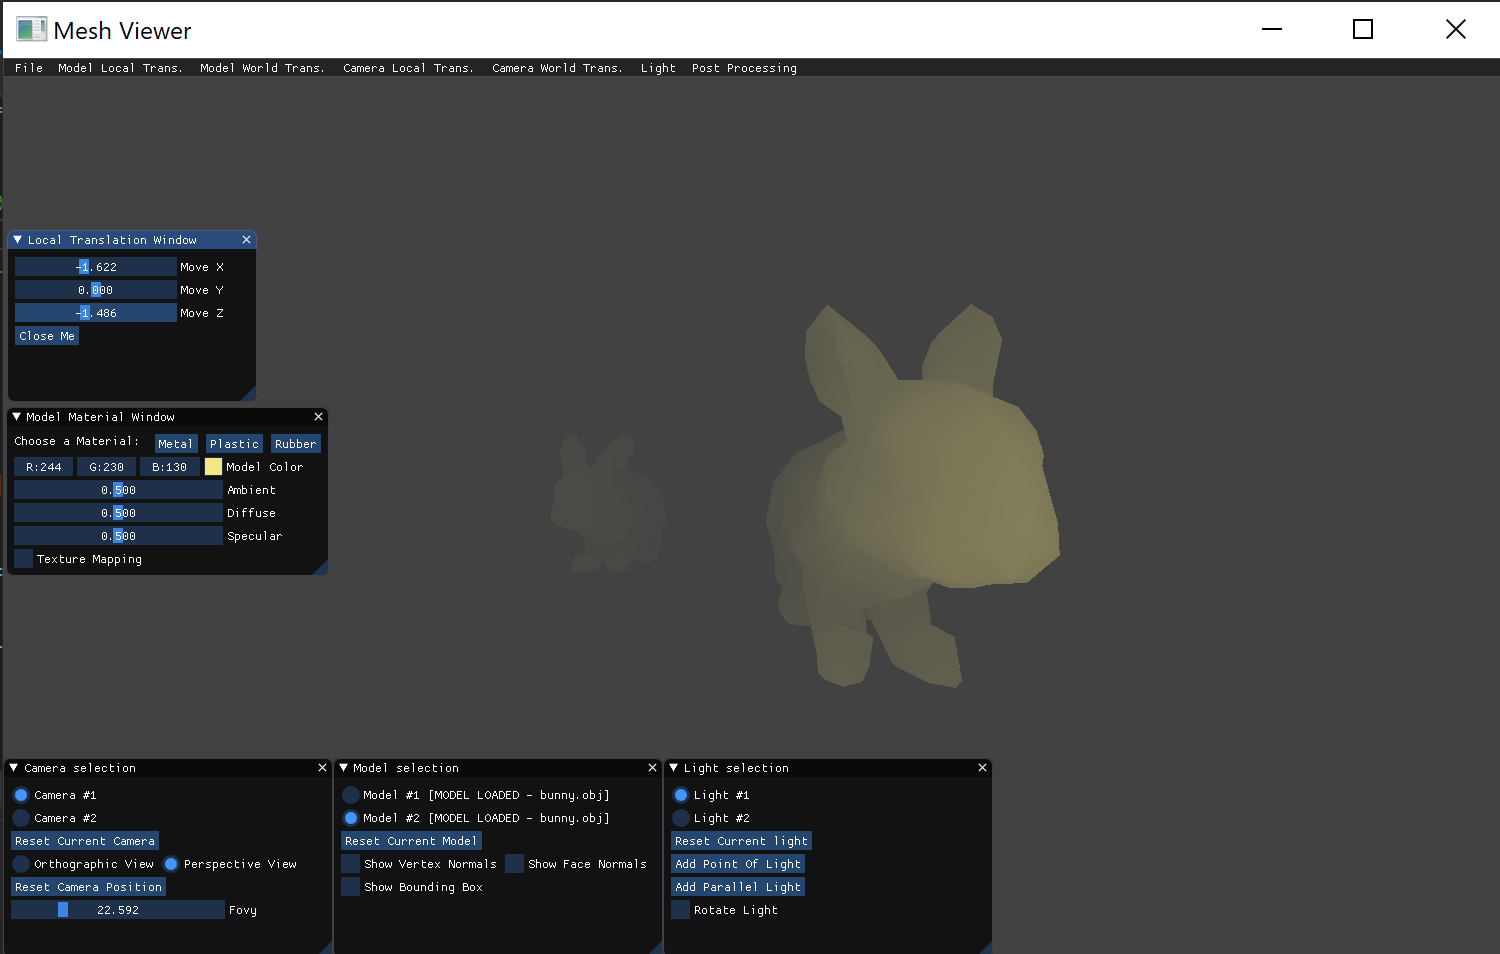 Mesh Viewer
File Model Local Trans. Model World Trans. Camera Local Trans. Camera World Trans. Light Post Processing
Local Translation Window
-1.622 Move X
0.000 Move Y
-1.486 Move Z
Close Me
Model Material Window
Choose a Material: Metal Plastic Rubber
R:244 G:230 B:130 Model Color
0.500 Ambient
0.500 Diffuse
0.500 Specular
Texture Mapping
Camera selection
Camera #1
Camera #2
Reset Current Camera
Orthographic View Perspective View
Reset Camera Position
22.592 Fovy
Model selection
Model #1 [MODEL LOADED - bunny.obj]
Model #2 [MODEL LOADED - bunny.obj]
Reset Current Model
Show Vertex Normals Show Face Normals
Show Bounding Box
Light selection
Light #1
Light #2
Reset Current light
Add Point Of Light
Add Parallel Light
Rotate Light